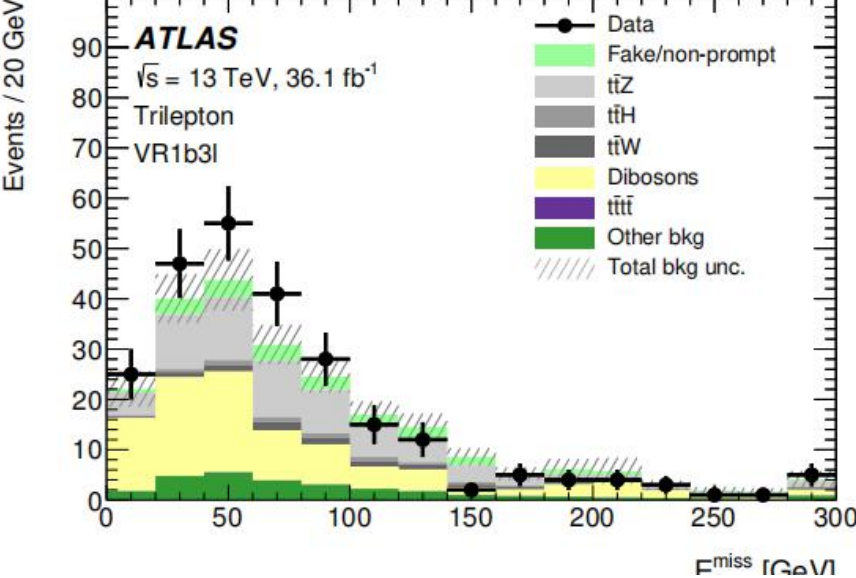 Events / 20 GeV
90
80
70
60
50
40
30
20
10
0
ATLAS
√s = 13 TeV, 36.1 fb⁻¹
Trilepton
VR1b3l
Data
Fake/non-prompt
tt̄Z
tt̄H
tt̄W
Dibosons
tt̄tt̄
Other bkg
Total bkg unc.
0 50 100 150 200 250 300
E^miss [GeV]